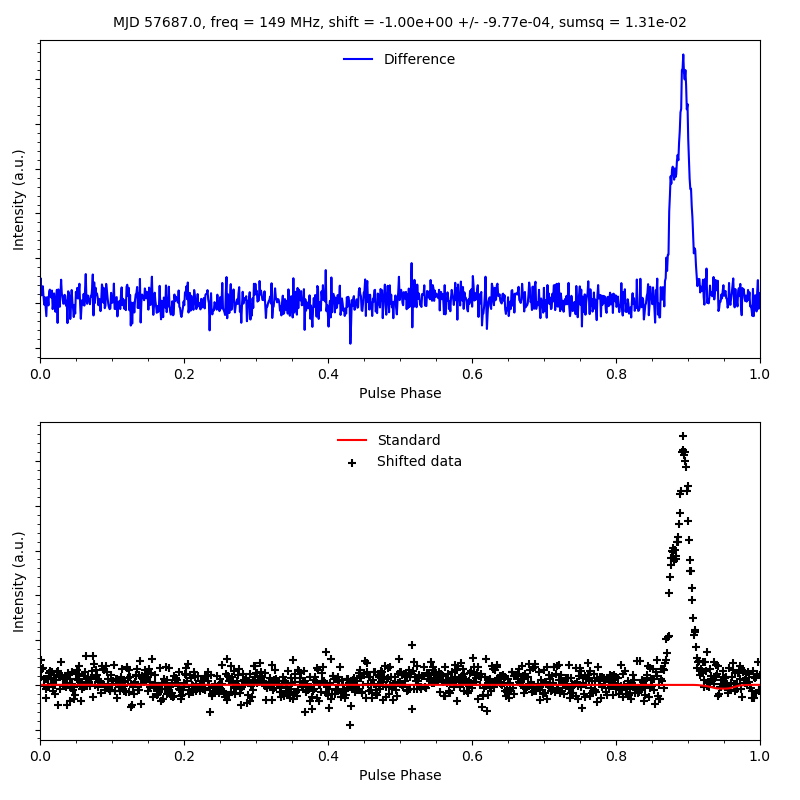 MJD 57687.0, freq = 149 MHz, shift = -1.00e+00 +/- -9.77e-04, sumsq = 1.31e-02
Difference
Intensity (a.u.)
0.0 0.2 0.4 0.6 0.8 1.0
Pulse Phase
Standard
Shifted data
Intensity (a.u.)
0.0 0.2 0.4 0.6 0.8 1.0
Pulse Phase